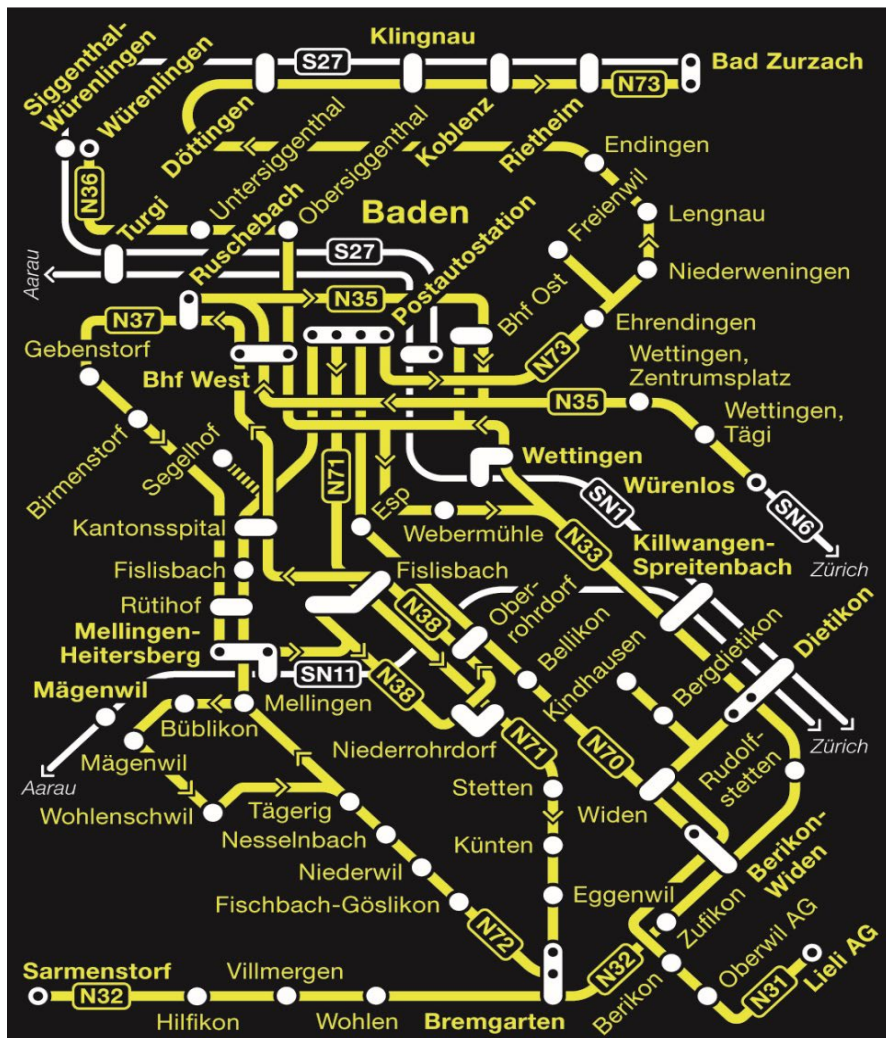 Klingnau
S27
Bad Zurzach
Siggenthal-
Würenlingen
Würenlingen
Döttingen
Koblenz
Rietheim
N73
Untersiggenthal
Obersiggenthal
Endingen
N36
Turgi
Ruschebach
Baden
Freienwil
Lengnau
Postautostation
Aarau
S27
Niederweningen
N35
Bhf Ost
N37
Ehrendingen
Gebenstorf
N73
Bhf West
Wettingen,
Zentrumsplatz
N35
Wettingen,
Tägi
Birmenstorf
Segelhof
N71
Wettingen
Würenlos
SN1
SN6
Esp
Kantonsspital
Webermühle
N33
Killwangen-
Spreitenbach
Zürich
Fislisbach
Fislisbach
Rütihof
N38
Ober-
rohrdorf
Dietikon
Mellingen-
Heitersberg
Bellikon
Kindhausen
Bergdietikon
SN11
N38
Mägenwil
Büblikon
Mellingen
Niederrohrdorf
N71
Zürich
Mägenwil
N70
Rudolf-
stetten
Aarau
Stetten
Wohlenschwil
Tägerig
Widen
Nesselnbach
Künten
Niederwil
Berikon-
Widen
Eggenwil
Fischbach-Göslikon
Zufikon
N72
Oberwil AG
Sarmenstorf
Villmergen
N32
Lieli AG
N32
N31
Hilfikon
Wohlen
Bremgarten
Berikon